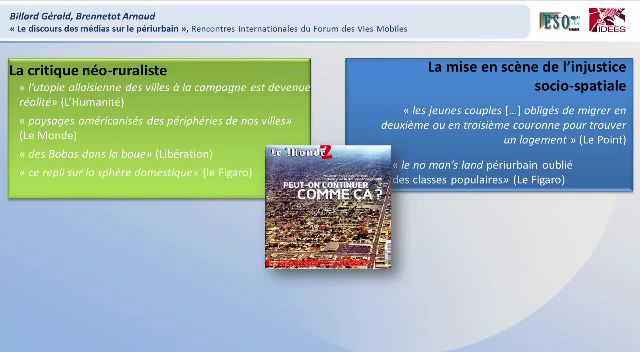 Billard Gérald, Brennetot Arnaud
« Le discours des médias sur le périurbain », Rencontres internationales du Forum des Vies Mobiles
ESO
IDEES
La critique néo-ruraliste
« l'utopie allaisienne des villes à la campagne est devenue
réalité» (L'Humanité)
« paysages américanisés des périphéries de nos villes»
(Le Monde)
« des Bobos dans la boue» (Libération)
« ce repli sur la sphère domestique» (le Figaro)
La mise en scène de l'injustice
socio-spatiale
« les jeunes couples […] obligés de migrer en
deuxième ou en troisième couronne pour trouver
un logement » (Le Point)
« le no man's land périurbain oublié
des classes populaires» (Le Figaro)
Le Monde 2
PEUT-ON CONTINUER
COMME ÇA ?